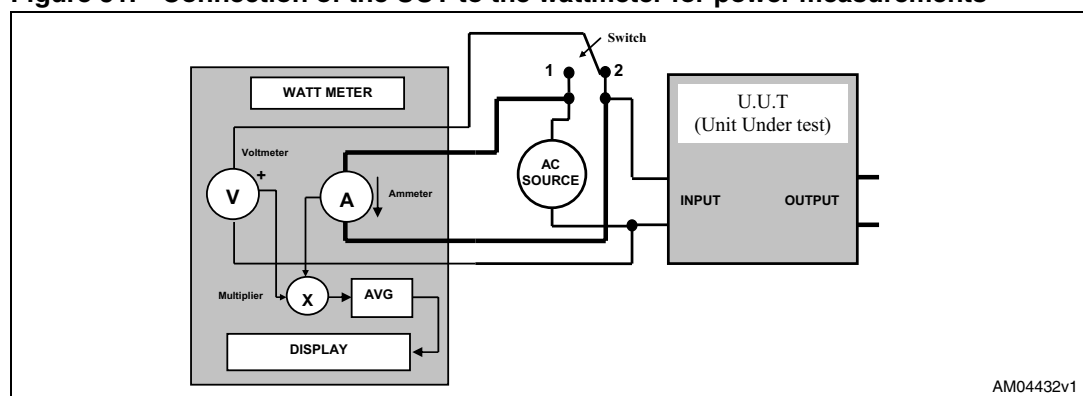 Figure 31. Connection of the UUT to the wattmeter for power measurements
Switch
1
2
WATT METER
U.U.T
(Unit Under test)
Voltmeter
+
V
A
Ammeter
AC
SOURCE
INPUT
OUTPUT
Multiplier
X
AVG
DISPLAY
AM04432v1